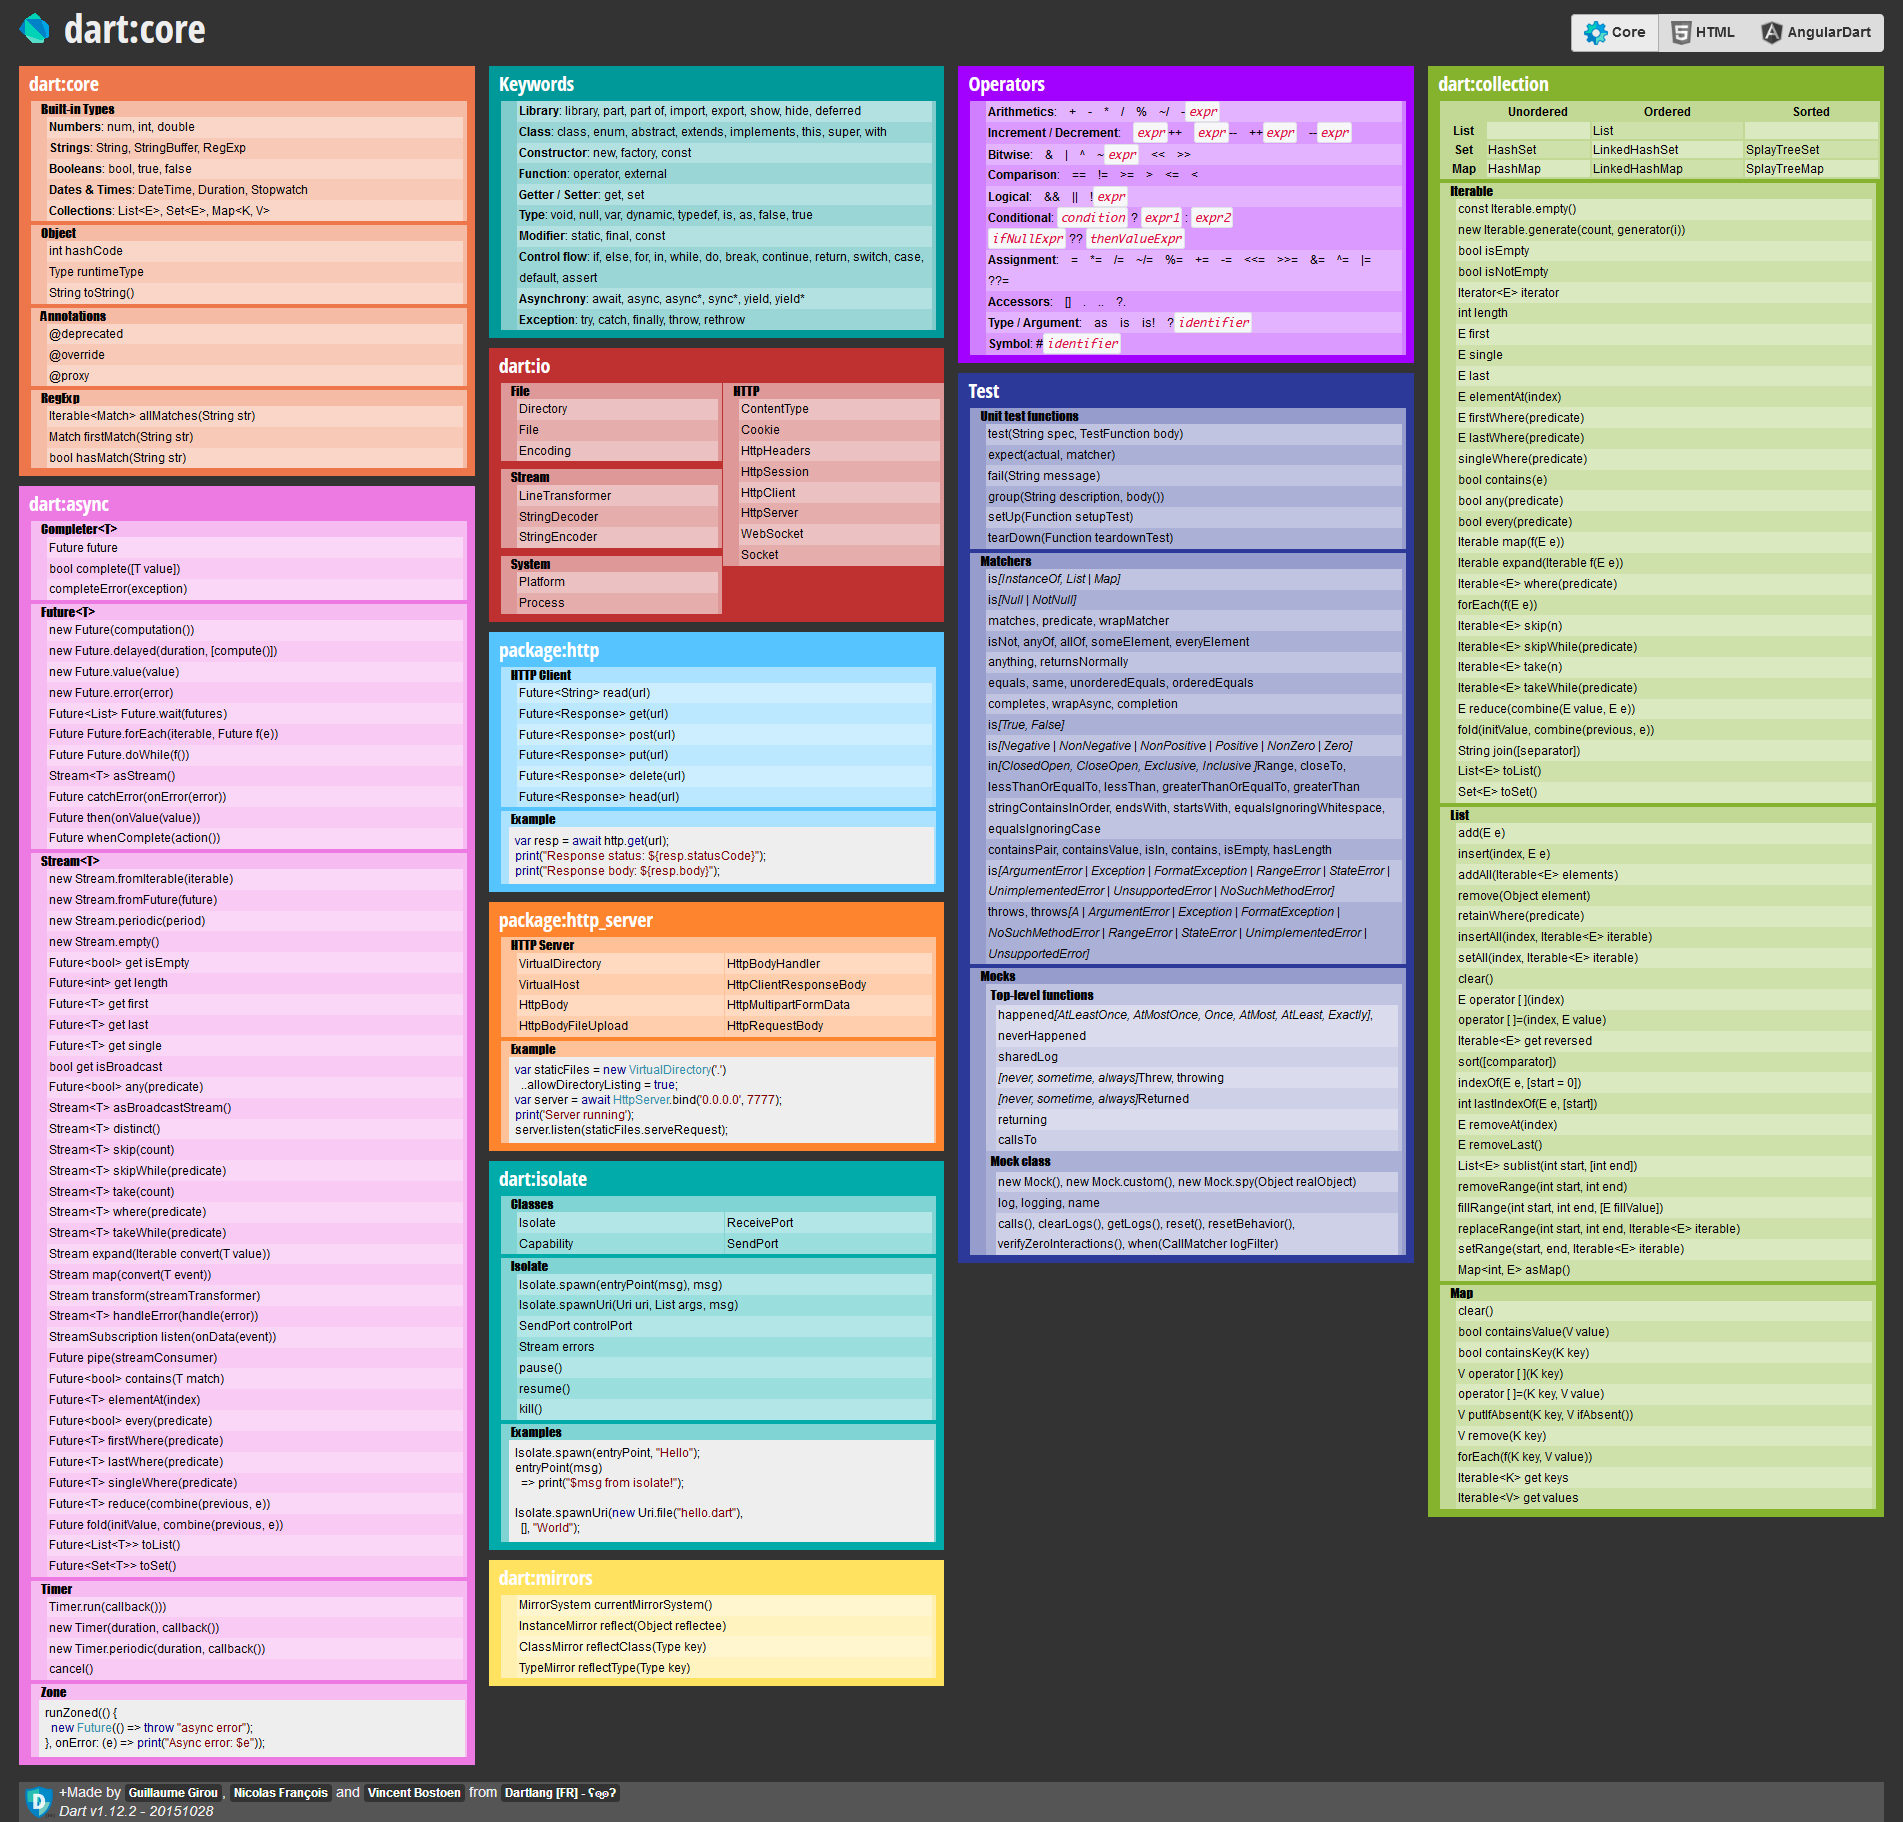 dart:core
Core HTML AngularDart
dart:core
Built-in Types
Numbers: num, int, double
Strings: String, StringBuffer, RegExp
Booleans: bool, true, false
Dates & Times: DateTime, Duration, Stopwatch
Collections: List<E>, Set<E>, Map<K, V>
Object
int hashCode
Type runtimeType
String toString()
Annotations
@deprecated
@override
@proxy
RegExp
Iterable<Match> allMatches(String str)
Match firstMatch(String str)
bool hasMatch(String str)
dart:async
Completer<T>
Future future
bool complete([T value])
completeError(exception)
Future<T>
new Future(computation())
new Future.delayed(duration, [compute()])
new Future.value(value)
new Future.error(error)
Future<List> Future.wait(futures)
Future Future.forEach(iterable, Future f(e))
Future Future.doWhile(f())
Stream<T> asStream()
Future catchError(onError(error))
Future then(onValue(value))
Future whenComplete(action())
Stream<T>
new Stream.fromIterable(iterable)
new Stream.fromFuture(future)
new Stream.periodic(period)
new Stream.empty()
Future<bool> get isEmpty
Future<int> get length
Future<T> get first
Future<T> get last
Future<T> get single
bool get isBroadcast
Future<bool> any(predicate)
Stream<T> asBroadcastStream()
Stream<T> distinct()
Stream<T> skip(count)
Stream<T> skipWhile(predicate)
Stream<T> take(count)
Stream<T> where(predicate)
Stream<T> takeWhile(predicate)
Stream expand(Iterable convert(T value))
Stream map(convert(T event))
Stream transform(streamTransformer)
Stream<T> handleError(handle(error))
StreamSubscription listen(onData(event))
Future pipe(streamConsumer)
Future<bool> contains(T match)
Future<T> elementAt(index)
Future<bool> every(predicate)
Future<T> firstWhere(predicate)
Future<T> lastWhere(predicate)
Future<T> singleWhere(predicate)
Future<T> reduce(combine(previous, e))
Future fold(initValue, combine(previous, e))
Future<List<T>> toList()
Future<Set<T>> toSet()
Timer
Timer.run(callback()))
new Timer(duration, callback())
new Timer.periodic(duration, callback())
cancel()
Zone
runZoned(() {
new Future(() => throw "async error");
}, onError: (e) => print("Async error: $e"));
Keywords
Library: library, part, part of, import, export, show, hide, deferred
Class: class, enum, abstract, extends, implements, this, super, with
Constructor: new, factory, const
Function: operator, external
Getter / Setter: get, set
Type: void, null, var, dynamic, typedef, is, as, false, true
Modifier: static, final, const
Control flow: if, else, for, in, while, do, break, continue, return, switch, case,
default, assert
Asynchrony: await, async, async*, sync*, yield, yield*
Exception: try, catch, finally, throw, rethrow
dart:io
File
Directory
File
Encoding
Stream
LineTransformer
StringDecoder
StringEncoder
System
Platform
Process
HTTP
ContentType
Cookie
HttpHeaders
HttpSession
HttpClient
HttpServer
WebSocket
Socket
package:http
HTTP Client
Future<String> read(url)
Future<Response> get(url)
Future<Response> post(url)
Future<Response> put(url)
Future<Response> delete(url)
Future<Response> head(url)
Example
var resp = await http.get(url);
print("Response status: ${resp.statusCode}");
print("Response body: ${resp.body}");
package:http_server
HTTP Server
VirtualDirectory HttpBodyHandler
VirtualHost HttpClientResponseBody
HttpBody HttpMultipartFormData
HttpBodyFileUpload HttpRequestBody
Example
var staticFiles = new VirtualDirectory('.')
..allowDirectoryListing = true;
var server = await HttpServer.bind('0.0.0.0', 7777);
print('Server running');
server.listen(staticFiles.serveRequest);
dart:isolate
Classes
Isolate ReceivePort
Capability SendPort
Isolate
Isolate.spawn(entryPoint(msg), msg)
Isolate.spawnUri(Uri uri, List args, msg)
SendPort controlPort
Stream errors
pause()
resume()
kill()
Examples
Isolate.spawn(entryPoint, "Hello");
entryPoint(msg)
=> print("$msg from isolate!");
Isolate.spawnUri(new Uri.file("hello.dart"),
[], "World");
dart:mirrors
MirrorSystem currentMirrorSystem()
InstanceMirror reflect(Object reflectee)
ClassMirror reflectClass(Type key)
TypeMirror reflectType(Type key)
Operators
Arithmetics: + - * / % ~/ -expr
Increment / Decrement: expr++ expr-- ++expr --expr
Bitwise: & | ^ ~expr << >>
Comparison: == != >= > <= <
Logical: && || !expr
Conditional: condition ? expr1 : expr2
ifNullExpr ?? thenValueExpr
Assignment: = *= /= ~/= %= += -= <<= >>= &= ^= |=
??=
Accessors: [] . .. ?.
Type / Argument: as is is! ?identifier
Symbol: #identifier
Test
Unit test functions
test(String spec, TestFunction body)
expect(actual, matcher)
fail(String message)
group(String description, body())
setUp(Function setupTest)
tearDown(Function teardownTest)
Matchers
is[InstanceOf, List | Map]
is[Null | NotNull]
matches, predicate, wrapMatcher
isNot, anyOf, allOf, someElement, everyElement
anything, returnsNormally
equals, same, unorderedEquals, orderedEquals
completes, wrapAsync, completion
is[True, False]
is[Negative | NonNegative | NonPositive | Positive | NonZero | Zero]
in[ClosedOpen, CloseOpen, Exclusive, Inclusive ]Range, closeTo,
lessThanOrEqualTo, lessThan, greaterThanOrEqualTo, greaterThan
stringContainsInOrder, endsWith, startsWith, equalsIgnoringWhitespace,
equalsIgnoringCase
containsPair, containsValue, isIn, contains, isEmpty, hasLength
is[ArgumentError | Exception | FormatException | RangeError | StateError |
UnimplementedError | UnsupportedError | NoSuchMethodError]
throws, throws[A | ArgumentError | Exception | FormatException |
NoSuchMethodError | RangeError | StateError | UnimplementedError |
UnsupportedError]
Mocks
Top-level functions
happened[AtLeastOnce, AtMostOnce, Once, AtMost, AtLeast, Exactly],
neverHappened
sharedLog
[never, sometime, always]Threw, throwing
[never, sometime, always]Returned
returning
callsTo
Mock class
new Mock(), new Mock.custom(), new Mock.spy(Object realObject)
log, logging, name
calls(), clearLogs(), getLogs(), reset(), resetBehavior(),
verifyZeroInteractions(), when(CallMatcher logFilter)
dart:collection
Unordered Ordered Sorted
List List
Set HashSet LinkedHashSet SplayTreeSet
Map HashMap LinkedHashMap SplayTreeMap
Iterable
const Iterable.empty()
new Iterable.generate(count, generator(i))
bool isEmpty
bool isNotEmpty
Iterator<E> iterator
int length
E first
E single
E last
E elementAt(index)
E firstWhere(predicate)
E lastWhere(predicate)
singleWhere(predicate)
bool contains(e)
bool any(predicate)
bool every(predicate)
Iterable map(f(E e))
Iterable expand(Iterable f(E e))
Iterable<E> where(predicate)
forEach(f(E e))
Iterable<E> skip(n)
Iterable<E> skipWhile(predicate)
Iterable<E> take(n)
Iterable<E> takeWhile(predicate)
E reduce(combine(E value, E e))
fold(initValue, combine(previous, e))
String join([separator])
List<E> toList()
Set<E> toSet()
List
add(E e)
insert(index, E e)
addAll(Iterable<E> elements)
remove(Object element)
retainWhere(predicate)
insertAll(index, Iterable<E> iterable)
setAll(index, Iterable<E> iterable)
clear()
E operator [ ](index)
operator [ ]=(index, E value)
Iterable<E> get reversed
sort([comparator])
indexOf(E e, [start = 0])
int lastIndexOf(E e, [start])
E removeAt(index)
E removeLast()
List<E> sublist(int start, [int end])
removeRange(int start, int end)
fillRange(int start, int end, [E fillValue])
replaceRange(int start, int end, Iterable<E> iterable)
setRange(start, end, Iterable<E> iterable)
Map<int, E> asMap()
Map
clear()
bool containsValue(V value)
bool containsKey(K key)
V operator [ ](K key)
operator [ ]=(K key, V value)
V putIfAbsent(K key, V ifAbsent())
V remove(K key)
forEach(f(K key, V value))
Iterable<K> get keys
Iterable<V> get values
+Made by Guillaume Girou, Nicolas François and Vincent Bostoen from Dartlang [FR] -
Dart v1.12.2 - 20151028